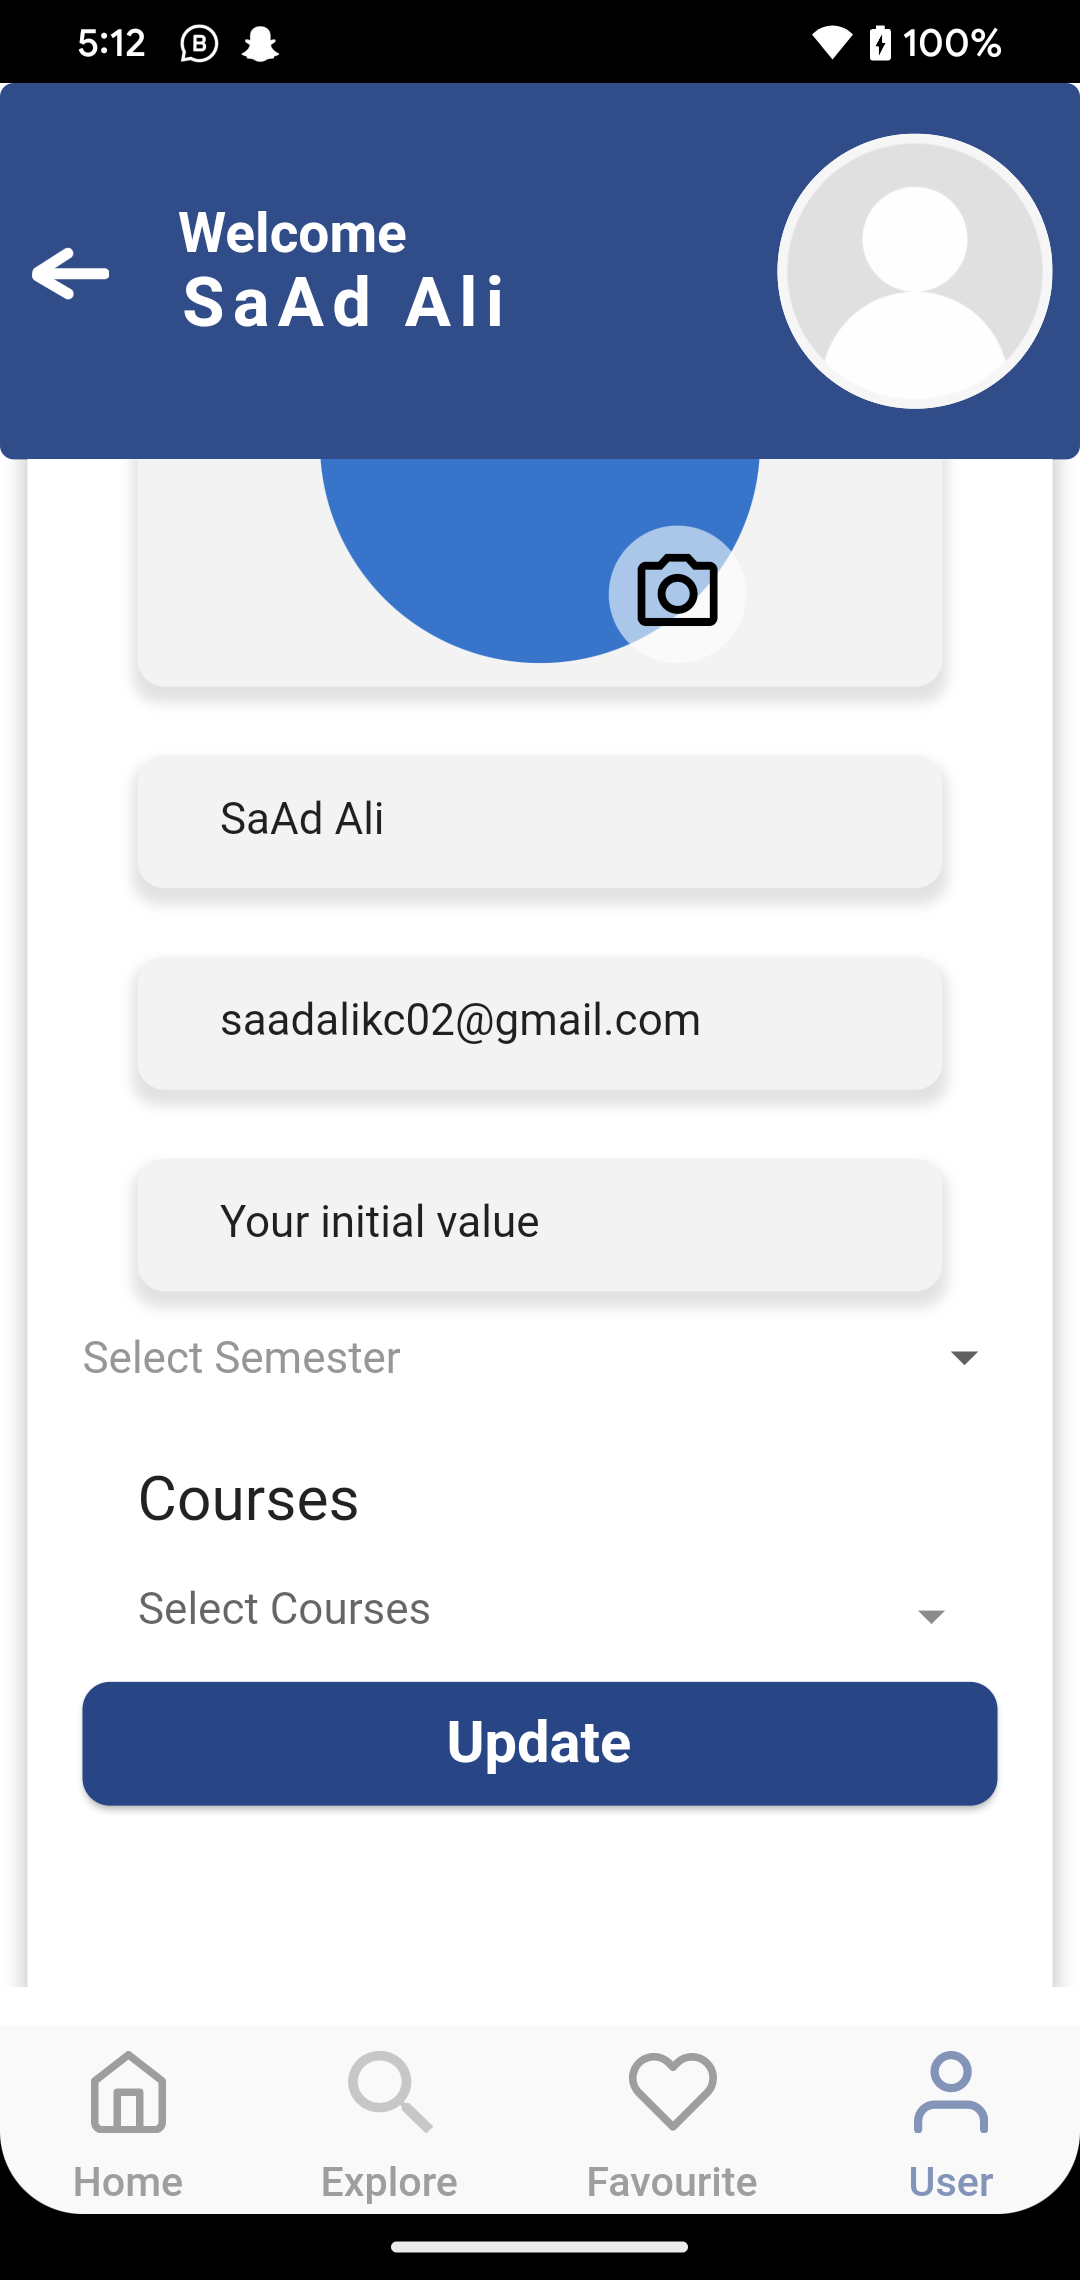 5:12
100%
Welcome
SaAd Ali
SaAd Ali
saadalikc02@gmail.com
Your initial value
Select Semester
Courses
Select Courses
Update
Home Explore Favourite User